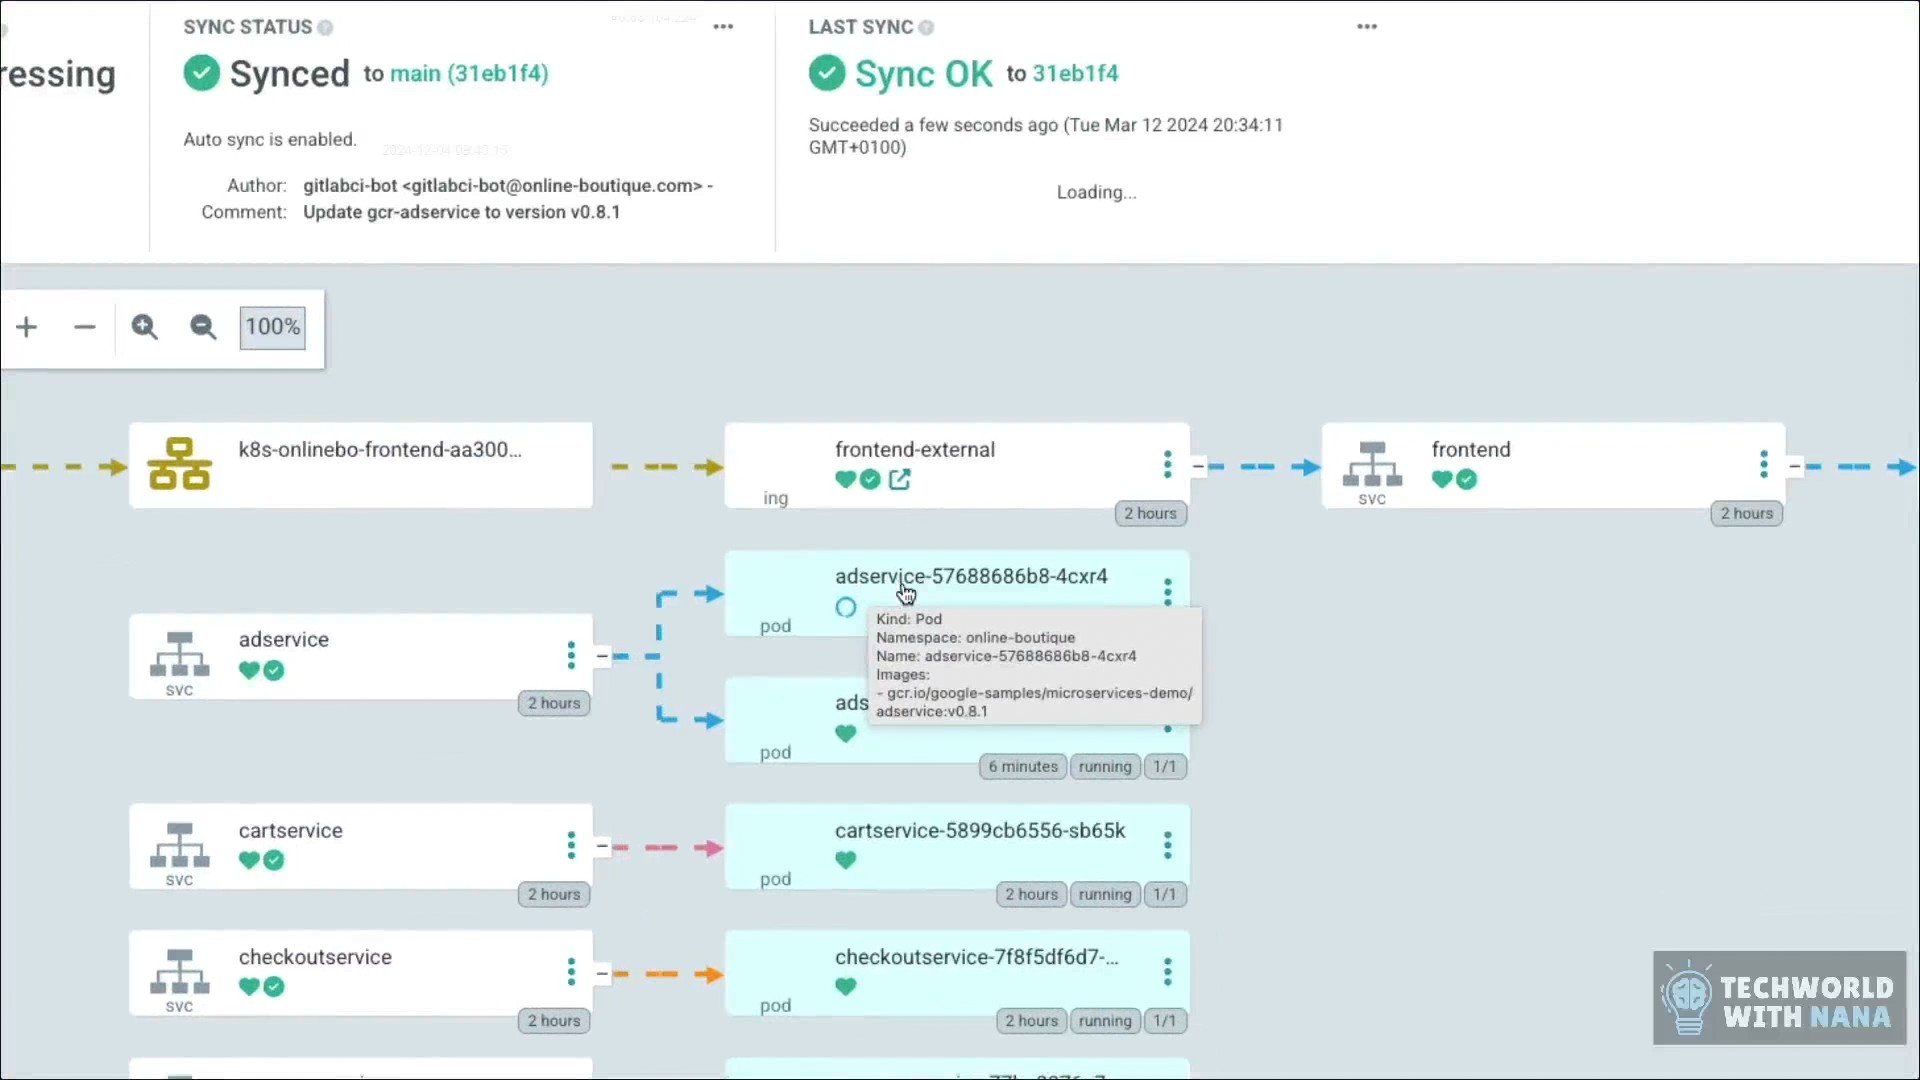 SYNC STATUS
LAST SYNC
ressing
Synced to main (31eb1f4)
Sync OK to 31eb1f4
Auto sync is enabled.
Succeeded a few seconds ago (Tue Mar 12 2024 20:34:11
GMT+0100)
Author: gitlabci-bot <gitlabci-bot@online-boutique.com> -
Comment: Update gcr-adservice to version v0.8.1
Loading...
100%
k8s-onlinebo-frontend-aa300...
frontend-external
ing
2 hours
frontend
svc
2 hours
adservice-57688686b8-4cxr4
pod
Kind: Pod
Namespace: online-boutique
Name: adservice-57688686b8-4cxr4
Images:
- gcr.io/google-samples/microservices-demo/
adservice:v0.8.1
adservice
svc
2 hours
ads
pod
6 minutes running 1/1
cartservice
svc
2 hours
cartservice-5899cb6556-sb65k
pod
2 hours running 1/1
checkoutservice
svc
2 hours
checkoutservice-7f8f5df6d7-...
pod
2 hours running 1/1
TECHWORLD
WITH NANA